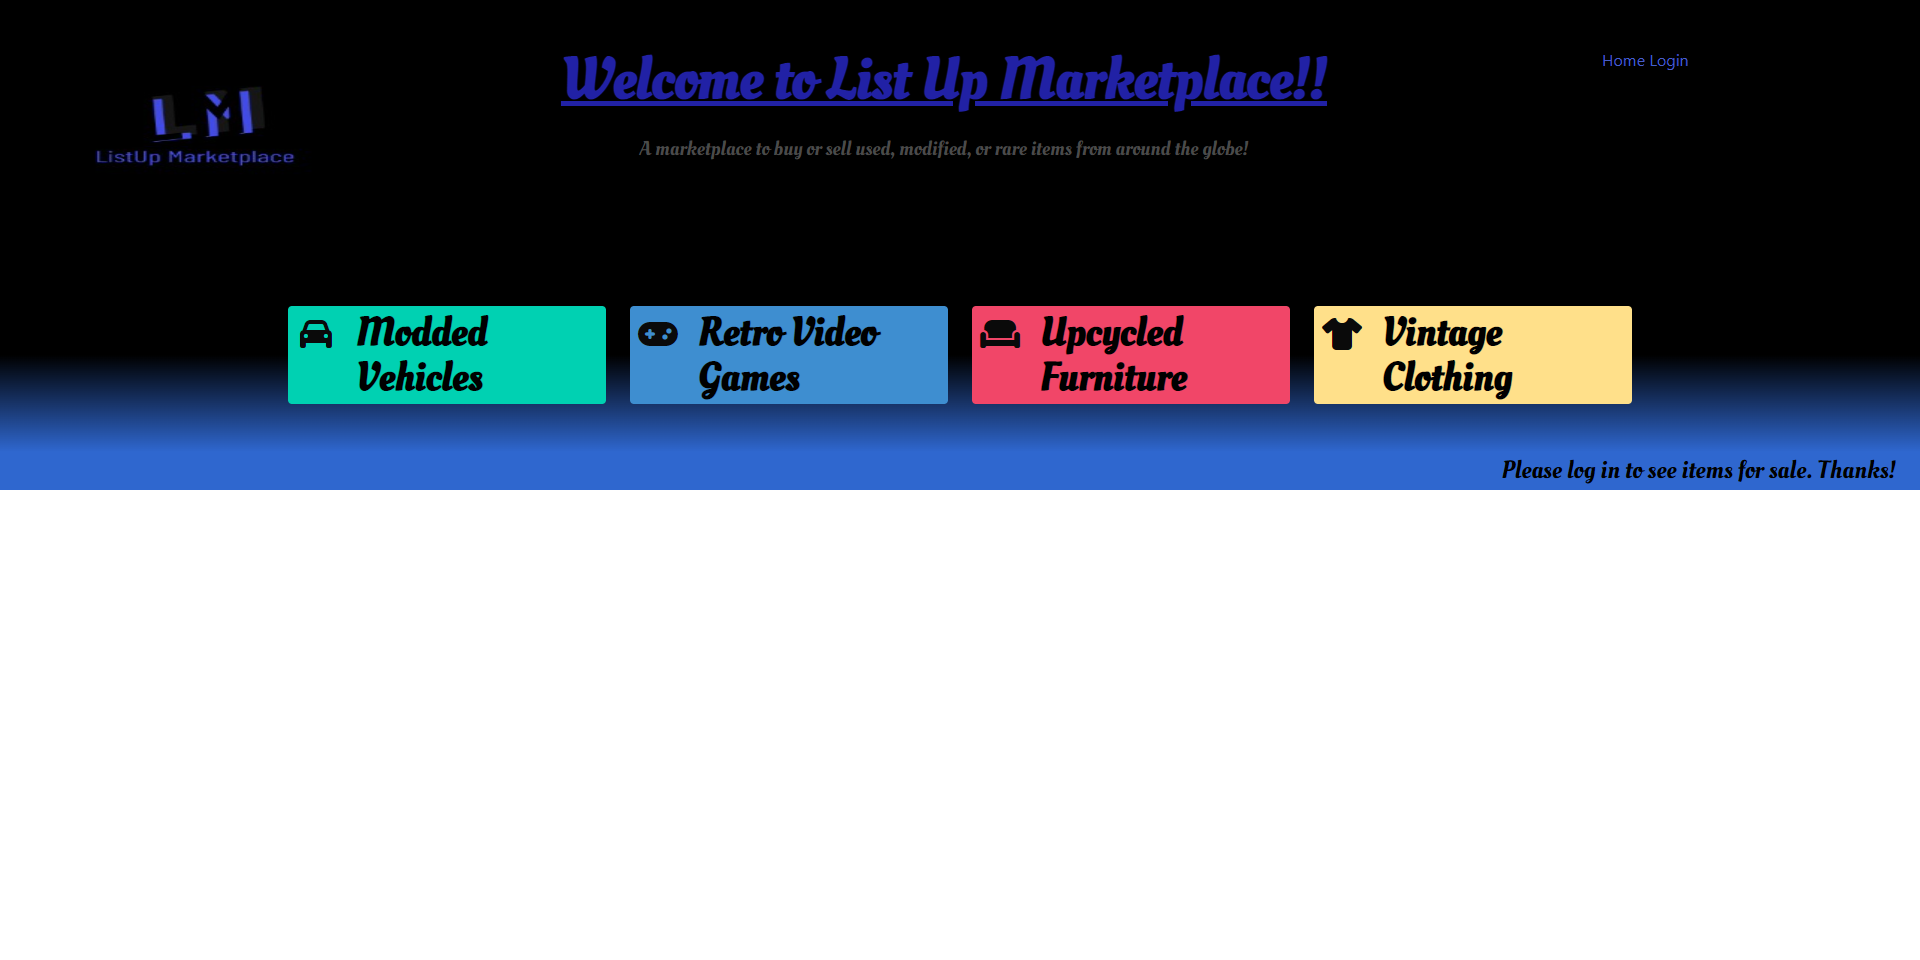 Welcome to List Up Marketplace!!
Home Login
LM
ListUp Marketplace
A marketplace to buy or sell used, modified, or rare items from around the globe!
Modded
Vehicles
Retro Video
Games
Upcycled
Furniture
Vintage
Clothing
Please log in to see items for sale. Thanks!